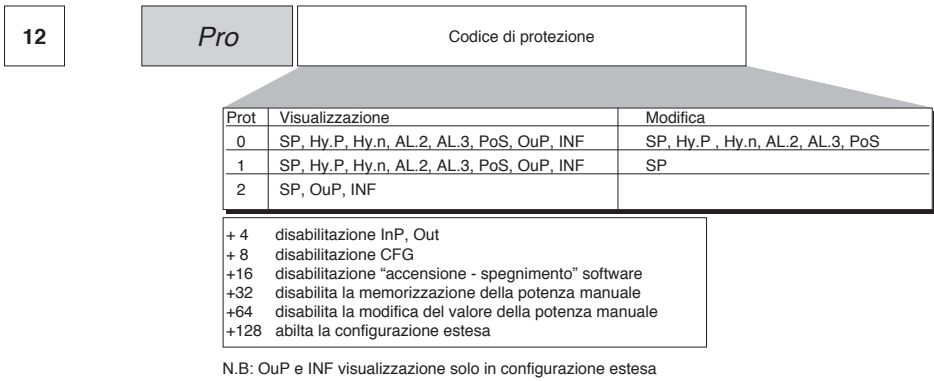 12 Pro Codice di protezione
Prot Visualizzazione Modifica
0 SP, Hy.P, Hy.n, AL.2, AL.3, PoS, OuP, INF SP, Hy.P , Hy.n, AL.2, AL.3, PoS
1 SP, Hy.P, Hy.n, AL.2, AL.3, PoS, OuP, INF SP
2 SP, OuP, INF
+ 4 disabilitazione InP, Out
+ 8 disabilitazione CFG
+16 disabilitazione “accensione - spegnimento” software
+32 disabilita la memorizzazione della potenza manuale
+64 disabilita la modifica del valore della potenza manuale
+128 abilta la configurazione estesa
N.B: OuP e INF visualizzazione solo in configurazione estesa